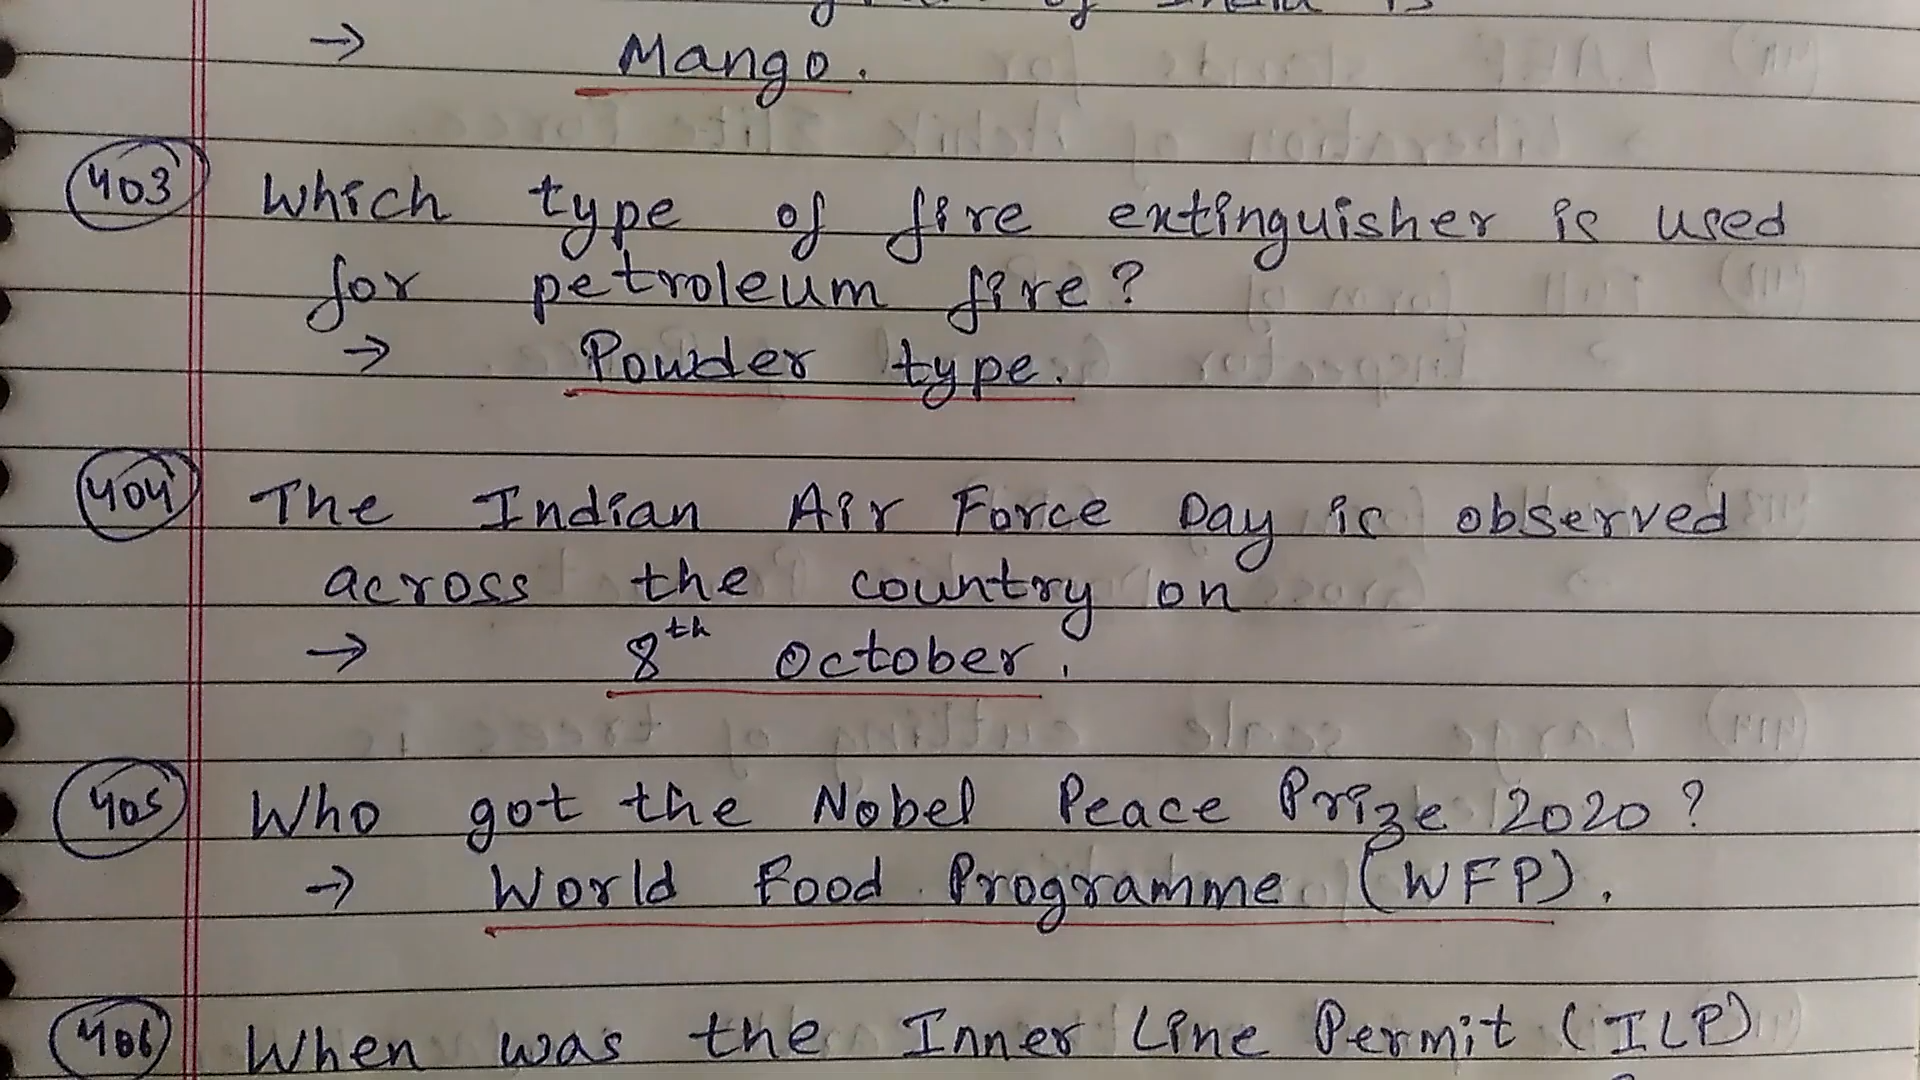 → Mango.
403 Which type of fire extinguisher is used
for petroleum fire?
→ Powder type.
404 The Indian Air Force Day is observed
across the country on
→ 8th October.
405 Who got the Nobel Peace Prize 2020?
→ World Food Programme (WFP).
406 When was the Inner Line Permit (ILP)